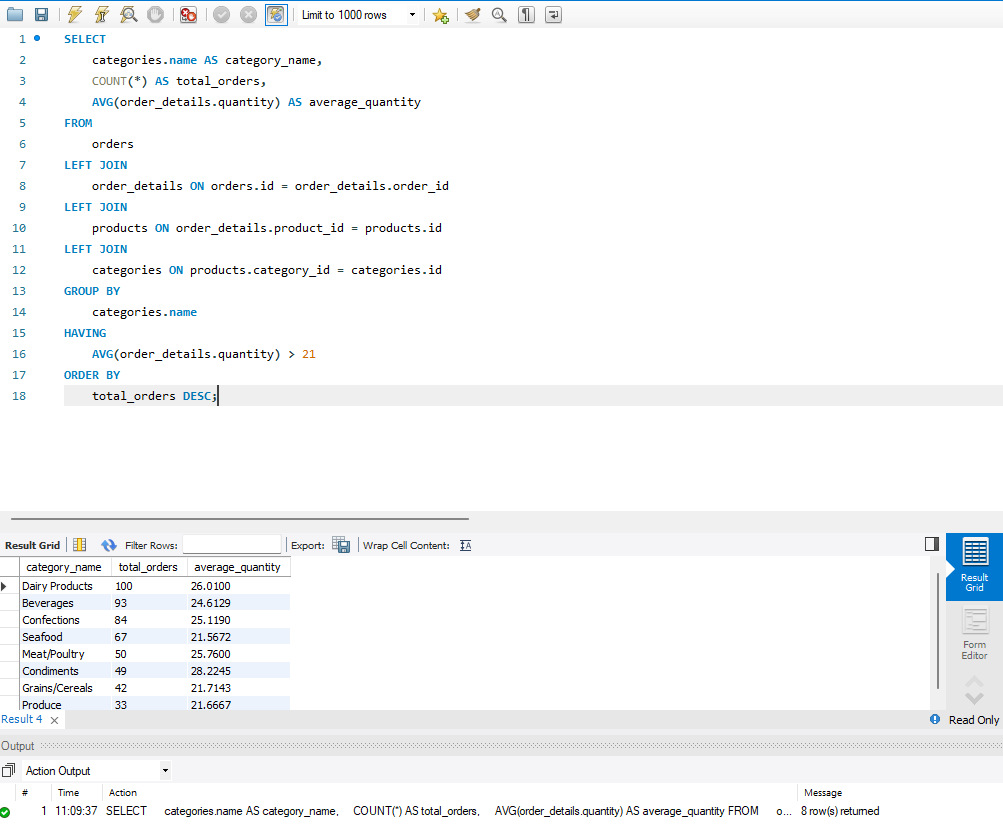 Limit to 1000 rows
1 SELECT
2 categories.name AS category_name,
3 COUNT(*) AS total_orders,
4 AVG(order_details.quantity) AS average_quantity
5 FROM
6 orders
7 LEFT JOIN
8 order_details ON orders.id = order_details.order_id
9 LEFT JOIN
10 products ON order_details.product_id = products.id
11 LEFT JOIN
12 categories ON products.category_id = categories.id
13 GROUP BY
14 categories.name
15 HAVING
16 AVG(order_details.quantity) > 21
17 ORDER BY
18 total_orders DESC;
Result Grid Filter Rows: Export: Wrap Cell Content:
category_name total_orders average_quantity
Dairy Products 100 26.0100
Beverages 93 24.6129
Confections 84 25.1190
Seafood 67 21.5672
Meat/Poultry 50 25.7600
Condiments 49 28.2245
Grains/Cereals 42 21.7143
Produce 33 21.6667
Result
Grid
Form
Editor
Result 4 Read Only
Output
Action Output
# Time Action Message
1 11:09:37 SELECT categories.name AS category_name, COUNT(*) AS total_orders, AVG(order_details.quantity) AS average_quantity FROM o... 8 row(s) returned